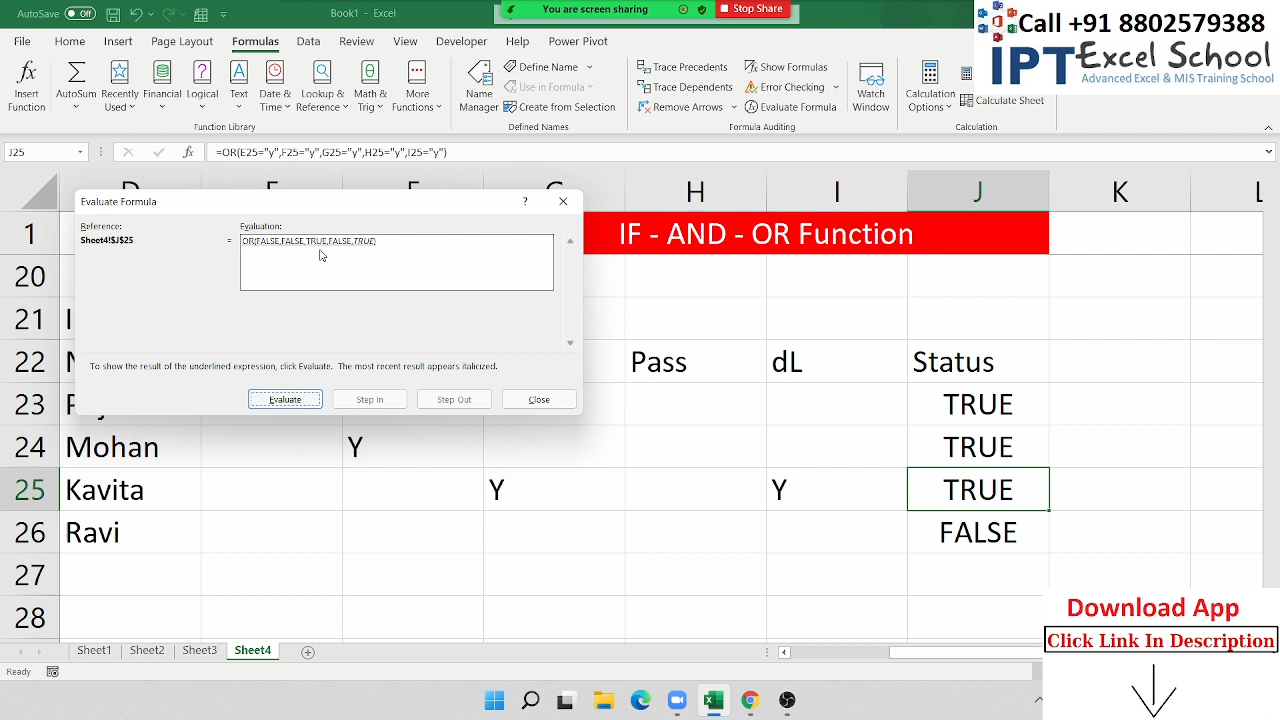 AutoSave Off
Book1 - Excel
You are screen sharing
Stop Share
Call +91 8802579388
IPT Excel School
Advanced Excel & MIS Training School
File Home Insert Page Layout Formulas Data Review View Developer Help Power Pivot
Insert Function
AutoSum
Recently Used
Financial
Logical
Text
Date & Time
Lookup & Reference
Math & Trig
More Functions
Function Library
Name Manager
Define Name
Use in Formula
Create from Selection
Defined Names
Trace Precedents
Trace Dependents
Remove Arrows
Show Formulas
Error Checking
Evaluate Formula
Formula Auditing
Watch Window
Calculation Options
Calculate Sheet
Calculation
J25
fx
=OR(E25="y",F25="y",G25="y",H25="y",I25="y")
H I J K L
Evaluate Formula
? ×
Reference:
Sheet4!$J$25
=
Evaluation:
OR(FALSE,FALSE,TRUE,FALSE,TRUE)
To show the result of the underlined expression, click Evaluate. The most recent result appears italicized.
Evaluate Step In Step Out Close
1 IF - AND - OR Function
20
21
22 Pass dL Status
23 TRUE
24 Mohan Y TRUE
25 Kavita Y Y TRUE
26 Ravi FALSE
27
28
Download App
Click Link In Description
Sheet1 Sheet2 Sheet3 Sheet4
Ready